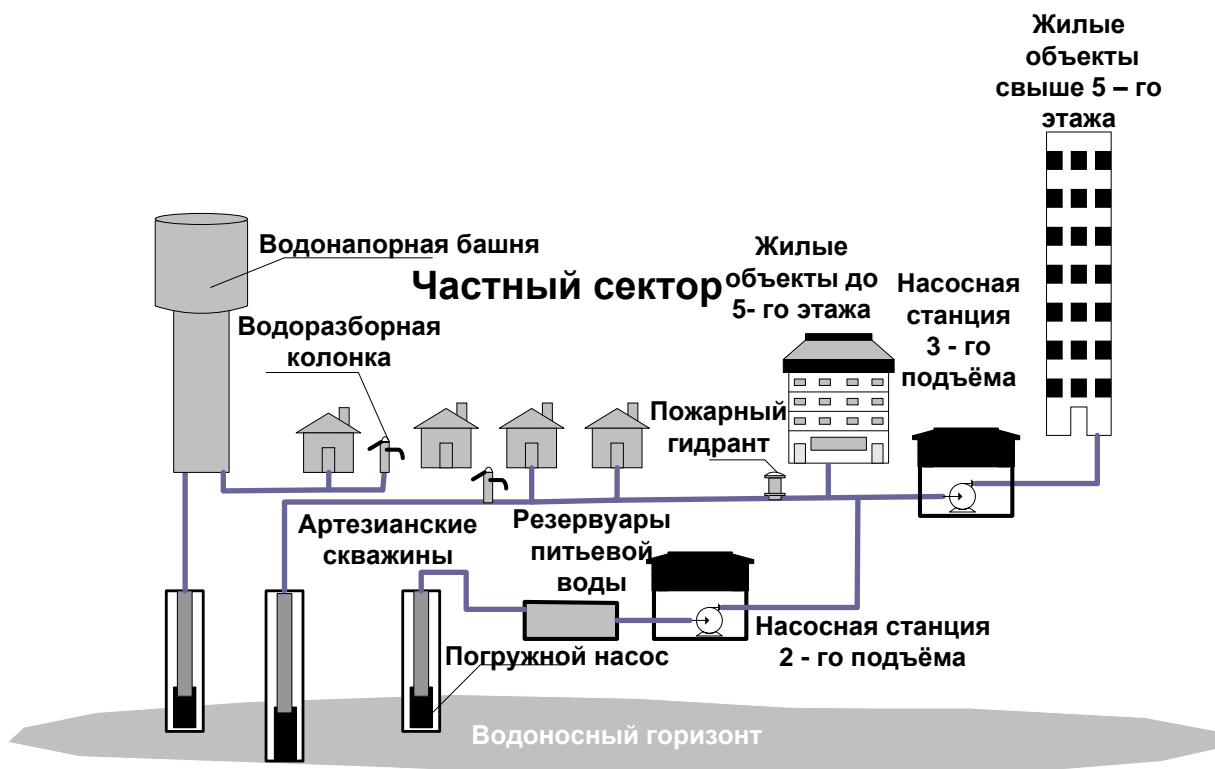 Жилые
объекты
свыше 5 – го
этажа
Водонапорная башня
Частный сектор
Жилые
объекты до
5- го этажа
Насосная
станция
3 - го
подъёма
Водоразборная
колонка
Пожарный
гидрант
Артезианские
скважины
Резервуары
питьевой
воды
Насосная станция
2 - го подъёма
Погружной насос
Водоносный горизонт